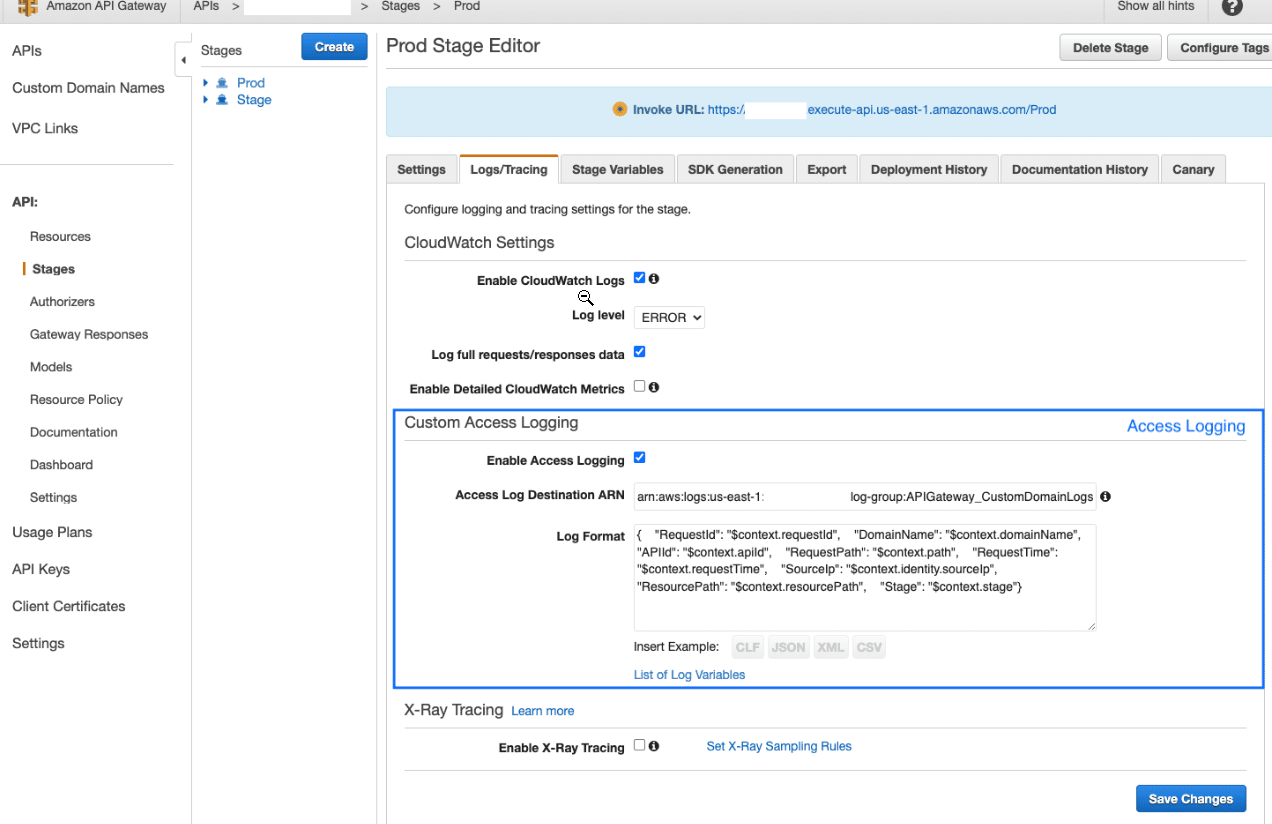 Amazon API Gateway APIs > > Stages > Prod Show all hints ?
APIs
Custom Domain Names
VPC Links
API:
Resources
Stages
Authorizers
Gateway Responses
Models
Resource Policy
Documentation
Dashboard
Settings
Usage Plans
API Keys
Client Certificates
Settings
Stages Create
Prod
Stage
Prod Stage Editor Delete Stage Configure Tags
Invoke URL: https:/ execute-api.us-east-1.amazonaws.com/Prod
Settings Logs/Tracing Stage Variables SDK Generation Export Deployment History Documentation History Canary
Configure logging and tracing settings for the stage.
CloudWatch Settings
Enable CloudWatch Logs
Log level ERROR
Log full requests/responses data
Enable Detailed CloudWatch Metrics
Custom Access Logging Access Logging
Enable Access Logging
Access Log Destination ARN arn:aws:logs:us-east-1: log-group:APIGateway_CustomDomainLogs
Log Format
{ "RequestId": "$context.requestId", "DomainName": "$context.domainName",
"APIId": "$context.apiId", "RequestPath": "$context.path", "RequestTime":
"$context.requestTime", "SourceIp": "$context.identity.sourceIp",
"ResourcePath": "$context.resourcePath", "Stage": "$context.stage"}
Insert Example: CLF JSON XML CSV
List of Log Variables
X-Ray Tracing Learn more
Enable X-Ray Tracing Set X-Ray Sampling Rules
Save Changes